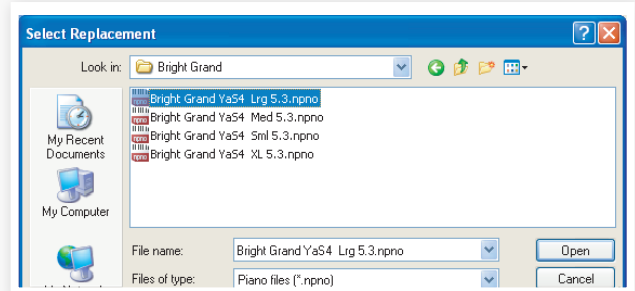 Select Replacement
Look in: Bright Grand
Bright Grand YaS4 Lrg 5.3.npno
Bright Grand YaS4 Med 5.3.npno
Bright Grand YaS4 Sml 5.3.npno
Bright Grand YaS4 XL 5.3.npno
My Recent
Documents
My Computer
File name: Bright Grand YaS4 Lrg 5.3.npno Open
Files of type: Piano files (*.npno) Cancel